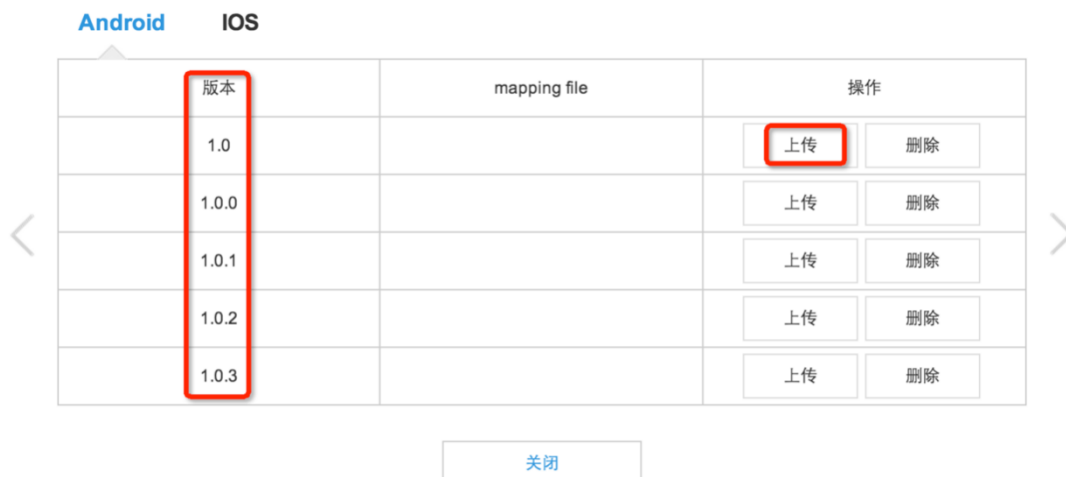 Android IOS
版本 mapping file 操作
1.0 上传 删除
1.0.0 上传 删除
1.0.1 上传 删除
1.0.2 上传 删除
1.0.3 上传 删除
关闭